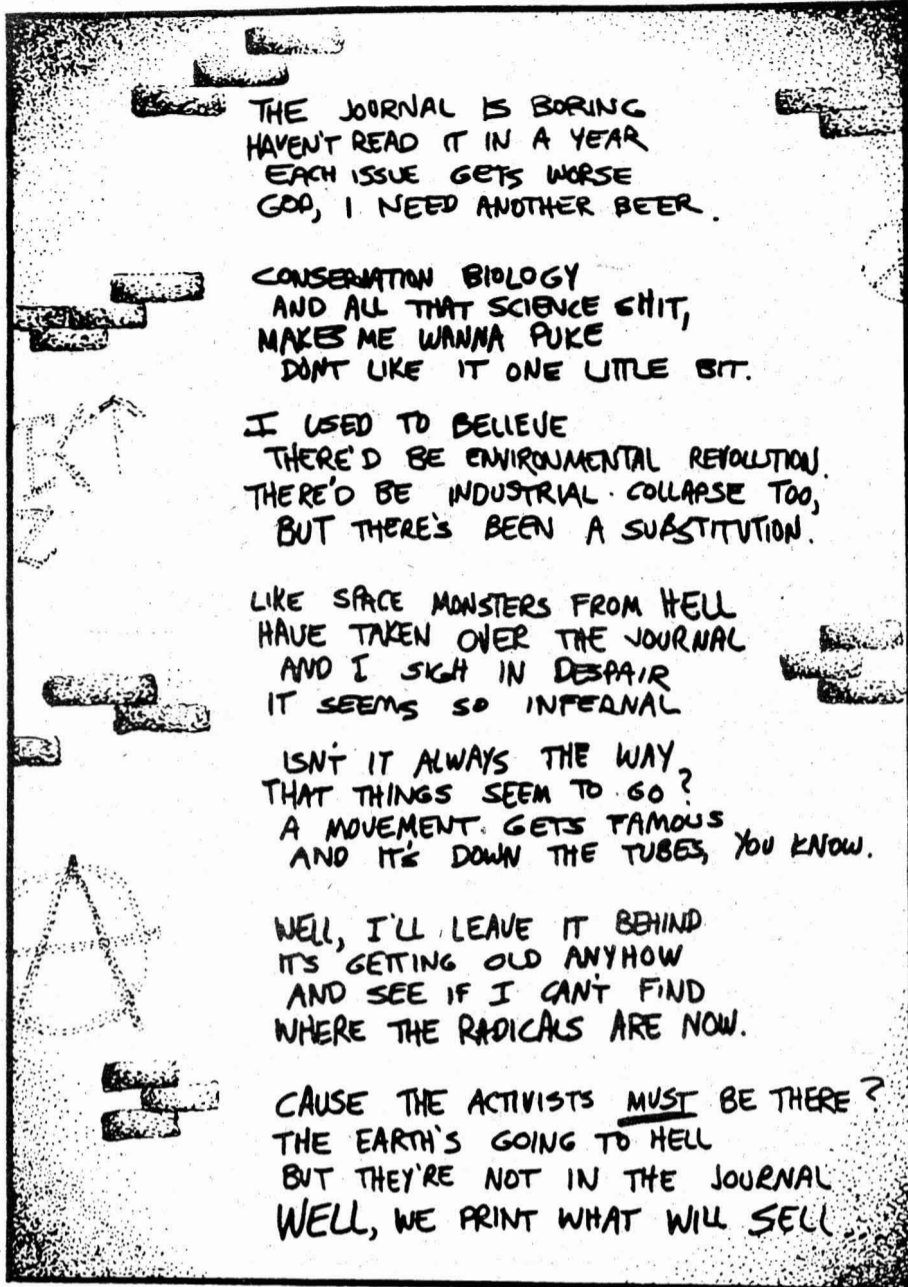 THE JOURNAL IS BORING
HAVEN'T READ IT IN A YEAR
EACH ISSUE GETS WORSE
GOD, I NEED ANOTHER BEER.
CONSERVATION BIOLOGY
AND ALL THAT SCIENCE SHIT,
MAKES ME WANNA PUKE
DON'T LIKE IT ONE LITTLE BIT.
I USED TO BELIEVE
THERE'D BE ENVIRONMENTAL REVOLUTION.
THERE'D BE INDUSTRIAL COLLAPSE TOO,
BUT THERE'S BEEN A SUBSTITUTION.
LIKE SPACE MONSTERS FROM HELL
HAVE TAKEN OVER THE JOURNAL
AND I SIGH IN DESPAIR
IT SEEMS SO INFERNAL
ISN'T IT ALWAYS THE WAY
THAT THINGS SEEM TO GO?
A MOVEMENT GETS FAMOUS
AND IT'S DOWN THE TUBES, YOU KNOW.
WELL, I'LL LEAVE IT BEHIND
IT'S GETTING OLD ANYHOW
AND SEE IF I CAN'T FIND
WHERE THE RADICALS ARE NOW.
CAUSE THE ACTIVISTS MUST BE THERE?
THE EARTH'S GOING TO HELL
BUT THEY'RE NOT IN THE JOURNAL
WELL, WE PRINT WHAT WILL SELL...